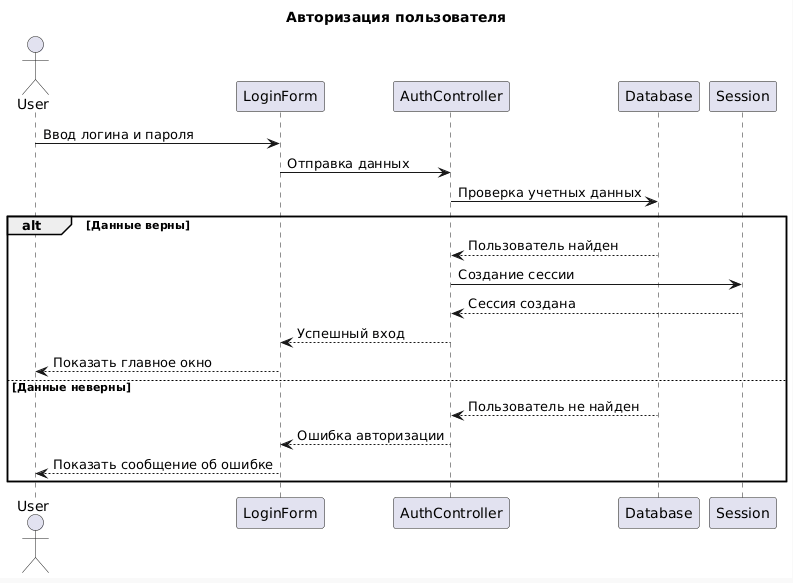 Авторизация пользователя
User
LoginForm
AuthController
Database
Session
Ввод логина и пароля
Отправка данных
Проверка учетных данных
alt
[Данные верны]
Пользователь найден
Создание сессии
Сессия создана
Успешный вход
Показать главное окно
[Данные неверны]
Пользователь не найден
Ошибка авторизации
Показать сообщение об ошибке
User
LoginForm
AuthController
Database
Session